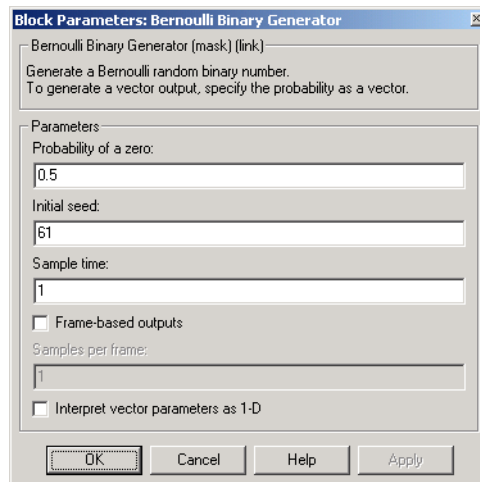 Block Parameters: Bernoulli Binary Generator
Bernoulli Binary Generator (mask) (link)
Generate a Bernoulli random binary number.
To generate a vector output, specify the probability as a vector.
Parameters
Probability of a zero:
0.5
Initial seed:
61
Sample time:
1
Frame-based outputs
Samples per frame:
1
Interpret vector parameters as 1-D
OK Cancel Help Apply